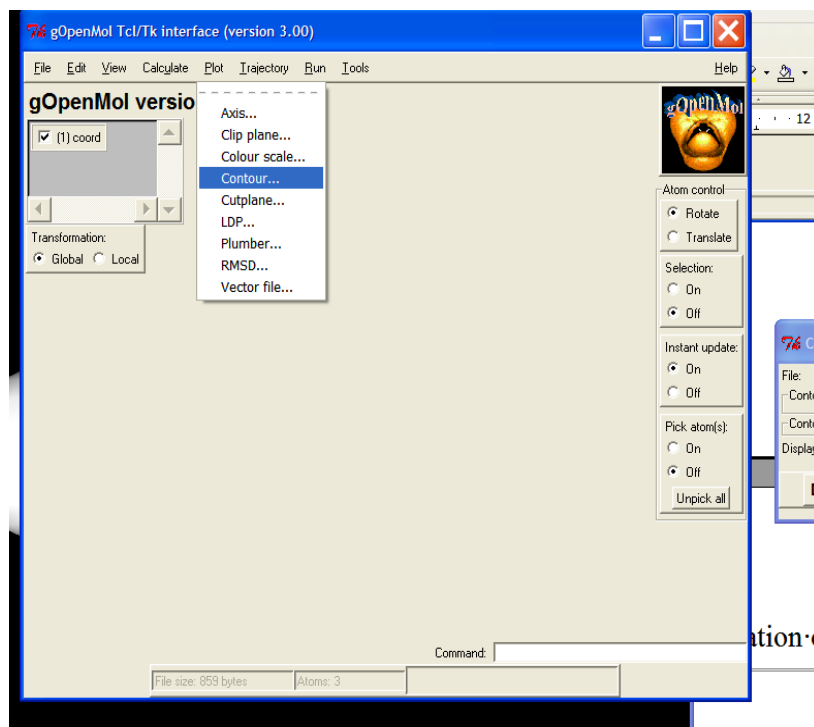 gOpenMol Tcl/Tk interface (version 3.00)
File Edit View Calculate Plot Trajectory Run Tools Help
gOpenMol versio
(1) coord
Transformation:
Global Local
Axis...
Clip plane...
Colour scale...
Contour...
Cutplane...
LDP...
Plumber...
RMSD...
Vector file...
gOpenMol
Atom control
Rotate
Translate
Selection:
On
Off
Instant update:
On
Off
Pick atom(s):
On
Off
Unpick all
Command:
File size: 859 bytes Atoms: 3
12
C
File:
Conto
Conto
Display
ation·